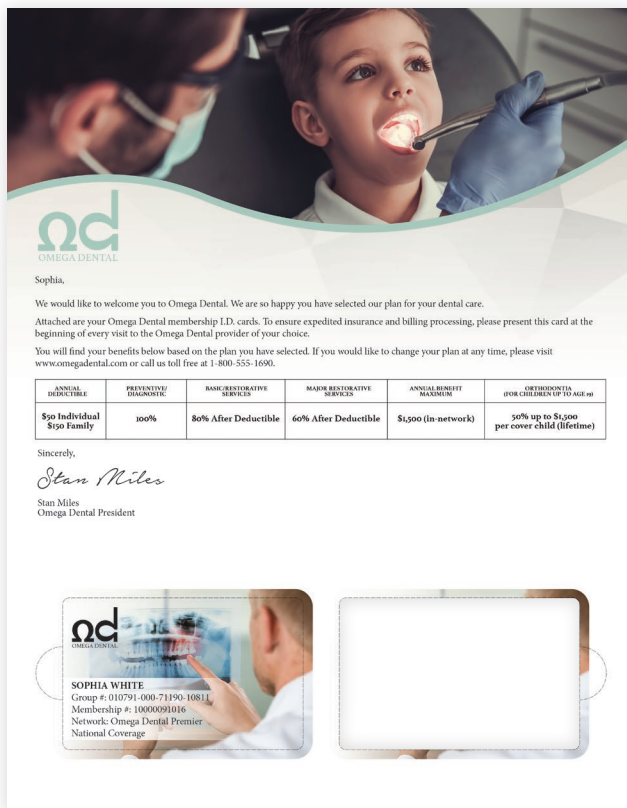 Ωd
OMEGA DENTAL
Sophia,
We would like to welcome you to Omega Dental. We are so happy you have selected our plan for your dental care.
Attached are your Omega Dental membership I.D. cards. To ensure expedited insurance and billing processing, please present this card at the
beginning of every visit to the Omega Dental provider of your choice.
You will find your benefits below based on the plan you have selected. If you would like to change your plan at any time, please visit
www.omegadental.com or call us toll free at 1-800-555-1690.
ANNUAL DEDUCTIBLE PREVENTIVE/ DIAGNOSTIC BASIC/RESTORATIVE SERVICES MAJOR RESTORATIVE SERVICES ANNUAL BENEFIT MAXIMUM ORTHODONTIA (FOR CHILDREN UP TO AGE 19)
$50 Individual $150 Family 100% 80% After Deductible 60% After Deductible $1,500 (in-network) 50% up to $1,500 per cover child (lifetime)
Sincerely,
Stan Miles
Stan Miles
Omega Dental President
Ωd
OMEGA DENTAL
SOPHIA WHITE
Group #: 010791-000-71190-10811
Membership #: 10000091016
Network: Omega Dental Premier
National Coverage